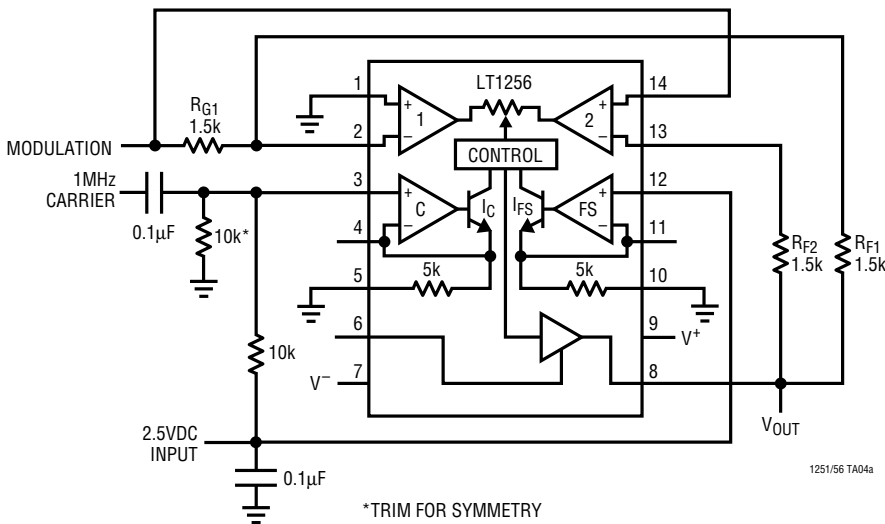 LT1256
1
14
R_G1
1.5k
+
1
–
+
2
–
2
13
MODULATION
CONTROL
1MHz
CARRIER
3
12
+
C
–
I_C
I_FS
+
FS
–
0.1µF
10k*
4
11
R_F2
1.5k
R_F1
1.5k
5
5k
5k
10
6
9
V+
10k
7
V–
8
2.5VDC
INPUT
V_OUT
0.1µF
1251/56 TA04a
*TRIM FOR SYMMETRY